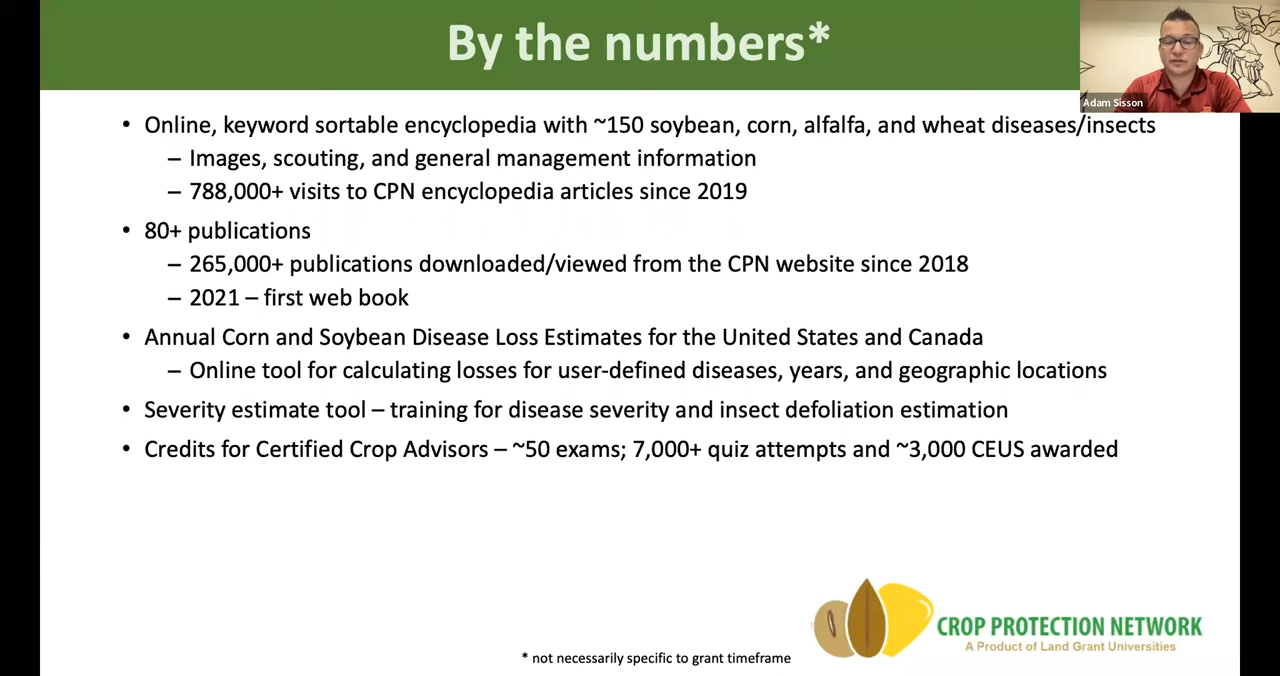 By the numbers*
Adam Sisson
• Online, keyword sortable encyclopedia with ~150 soybean, corn, alfalfa, and wheat diseases/insects
– Images, scouting, and general management information
– 788,000+ visits to CPN encyclopedia articles since 2019
• 80+ publications
– 265,000+ publications downloaded/viewed from the CPN website since 2018
– 2021 – first web book
• Annual Corn and Soybean Disease Loss Estimates for the United States and Canada
– Online tool for calculating losses for user-defined diseases, years, and geographic locations
• Severity estimate tool – training for disease severity and insect defoliation estimation
• Credits for Certified Crop Advisors – ~50 exams; 7,000+ quiz attempts and ~3,000 CEUS awarded
CROP PROTECTION NETWORK
A Product of Land Grant Universities
* not necessarily specific to grant timeframe